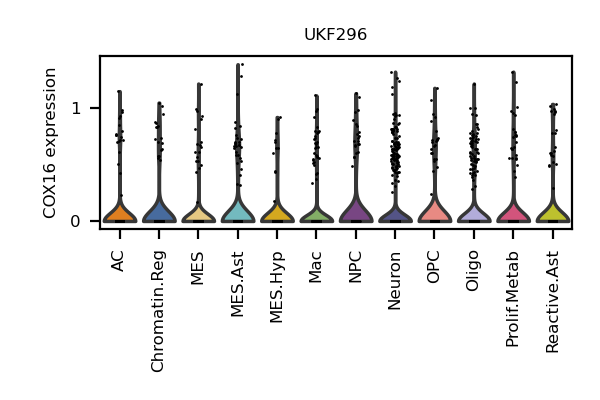 UKF296
COX16 expression
1
0
AC
Chromatin.Reg
MES
MES.Ast
MES.Hyp
Mac
NPC
Neuron
OPC
Oligo
Prolif.Metab
Reactive.Ast